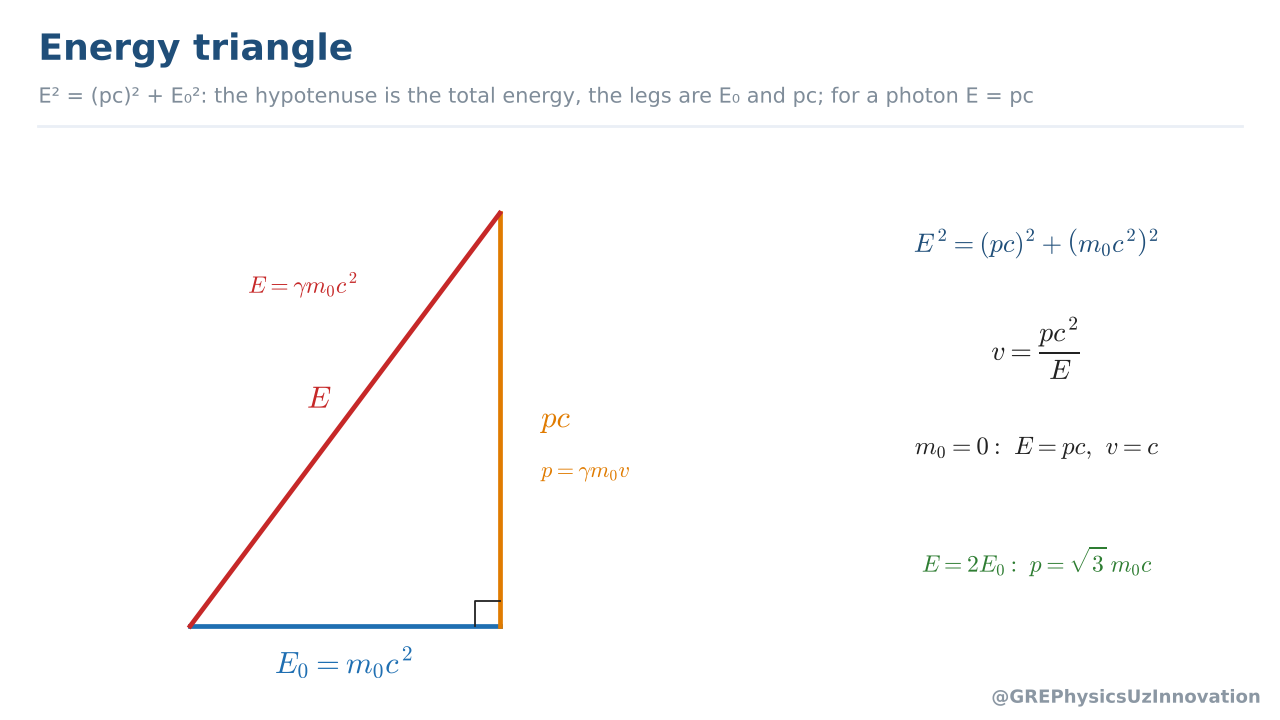 Energy triangle
E² = (pc)² + E₀²: the hypotenuse is the total energy, the legs are E₀ and pc; for a photon E = pc
E = γm₀c²
E
pc
p = γm₀v
E₀ = m₀c²
E² = (pc)² + (m₀c²)²
v = pc²/E
m₀ = 0: E = pc, v = c
E = 2E₀: p = √3 m₀c
@GREPhysicsUzInnovation